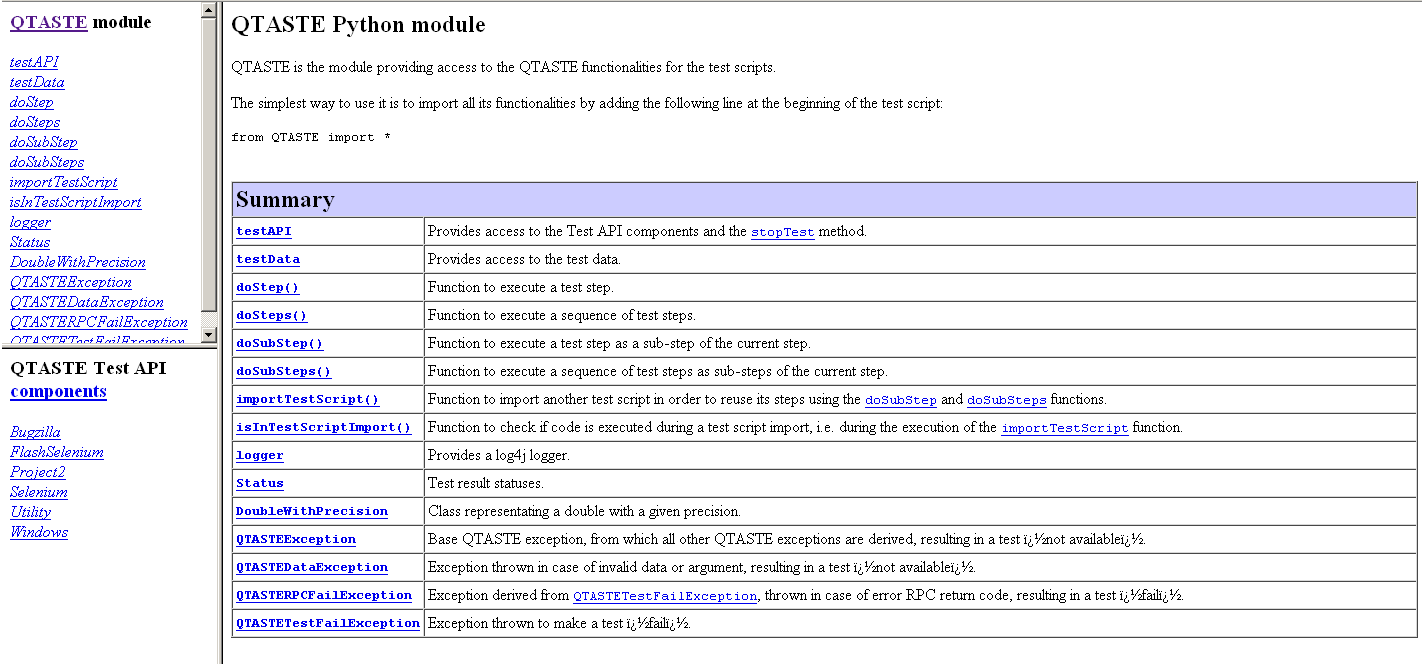 QTASTE module
testAPI
testData
doStep
doSteps
doSubStep
doSubSteps
importTestScript
isInTestScriptImport
logger
Status
DoubleWithPrecision
QTASTEException
QTASTEDataException
QTASTERPCFailException
QTASTETestFailException
QTASTE Test API
components
Bugzilla
FlashSelenium
Project2
Selenium
Utility
Windows
QTASTE Python module
QTASTE is the module providing access to the QTASTE functionalities for the test scripts.
The simplest way to use it is to import all its functionalities by adding the following line at the beginning of the test script:
from QTASTE import *
Summary
testAPI Provides access to the Test API components and the stopTest method.
testData Provides access to the test data.
doStep() Function to execute a test step.
doSteps() Function to execute a sequence of test steps.
doSubStep() Function to execute a test step as a sub-step of the current step.
doSubSteps() Function to execute a sequence of test steps as sub-steps of the current step.
importTestScript() Function to import another test script in order to reuse its steps using the doSubStep and doSubSteps functions.
isInTestScriptImport() Function to check if code is executed during a test script import, i.e. during the execution of the importTestScript function.
logger Provides a log4j logger.
Status Test result statuses.
DoubleWithPrecision Class representating a double with a given precision.
QTASTEException Base QTASTE exception, from which all other QTASTE exceptions are derived, resulting in a test ï¿½not availableï¿½.
QTASTEDataException Exception thrown in case of invalid data or argument, resulting in a test ï¿½not availableï¿½.
QTASTERPCFailException Exception derived from QTASTETestFailException, thrown in case of error RPC return code, resulting in a test ï¿½failï¿½.
QTASTETestFailException Exception thrown to make a test ï¿½failï¿½.